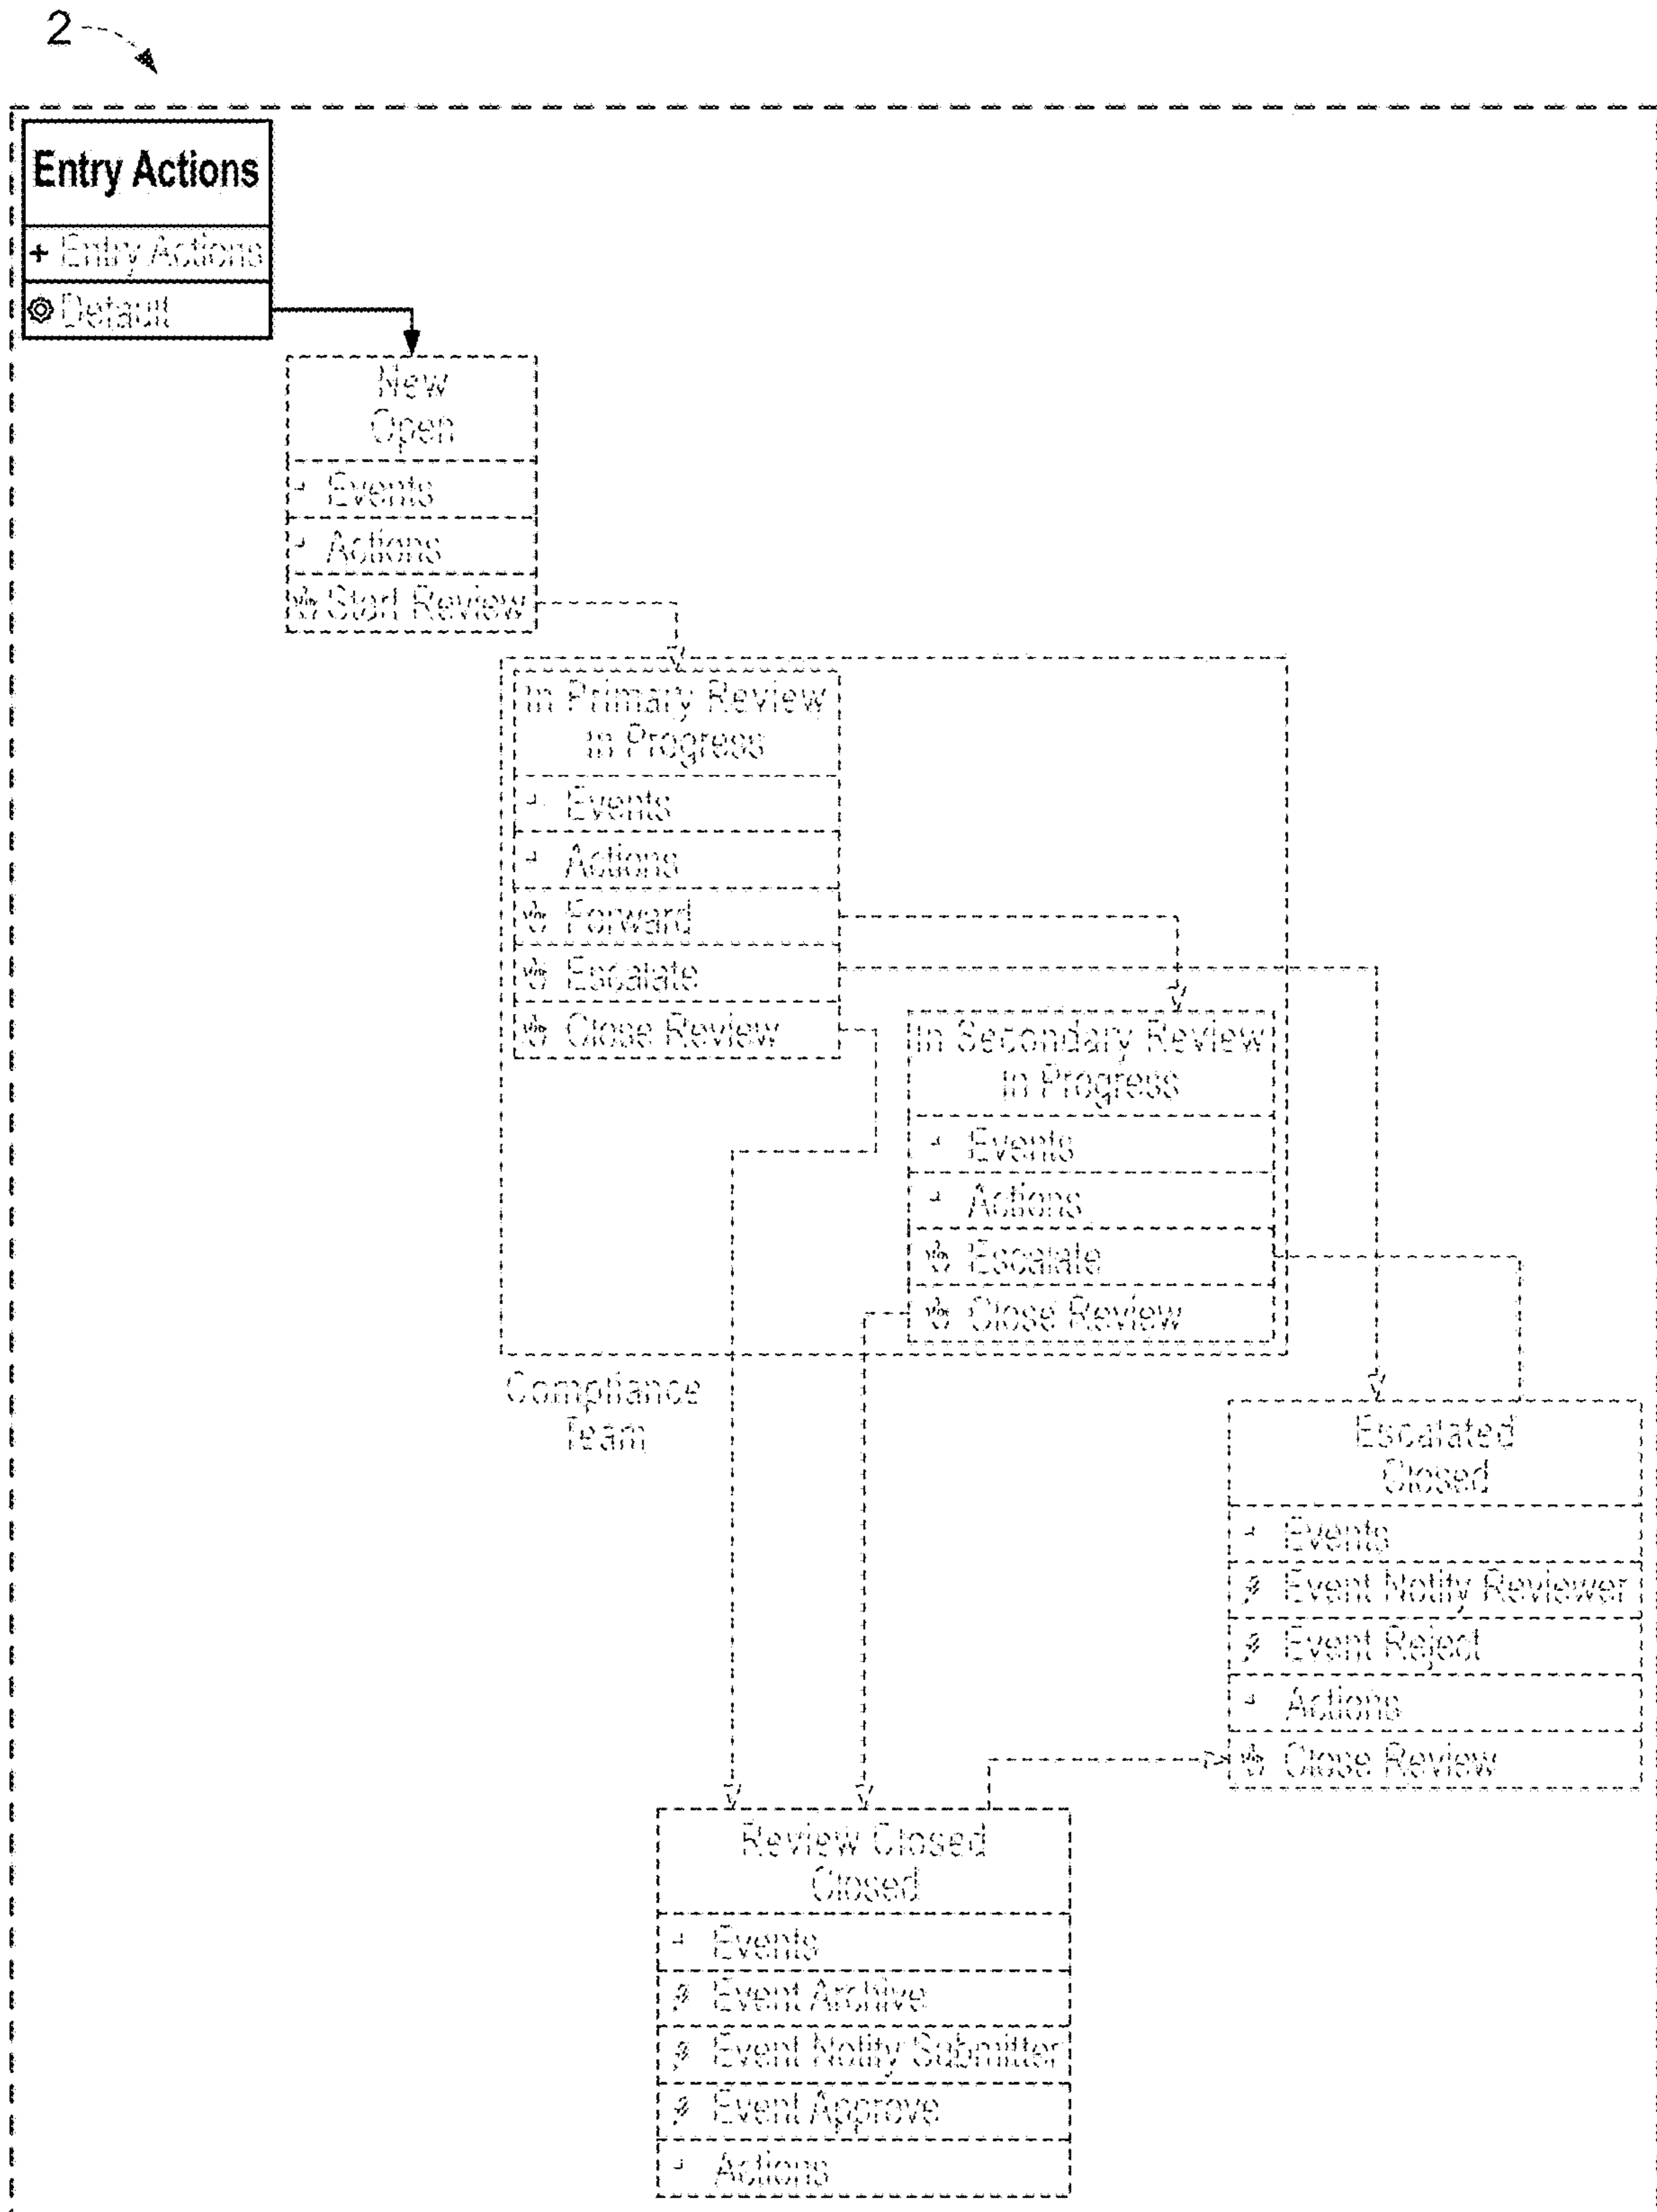 2
Entry Actions
+ Entry Actions
Default
New
Open
Events
Actions
Start Review
In Primary Review
In Progress
Events
Actions
Forward
Escalate
Close Review
In Secondary Review
In Progress
Events
Actions
Escalate
Close Review
Compliance
Team
Escalated
Closed
Events
Event Notify Reviewer
Event Reject
Actions
Close Review
Review Closed
Closed
Events
Event Archive
Event Notify Submitter
Event Approve
Actions